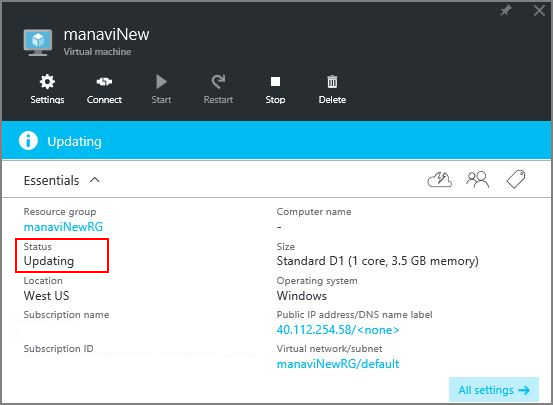 manaviNew
Virtual machine
Settings Connect Start Restart Stop Delete
Updating
Essentials
Resource group
manaviNewRG
Status
Updating
Location
West US
Subscription name
Subscription ID
Computer name
-
Size
Standard D1 (1 core, 3.5 GB memory)
Operating system
Windows
Public IP address/DNS name label
40.112.254.58/<none>
Virtual network/subnet
manaviNewRG/default
All settings →